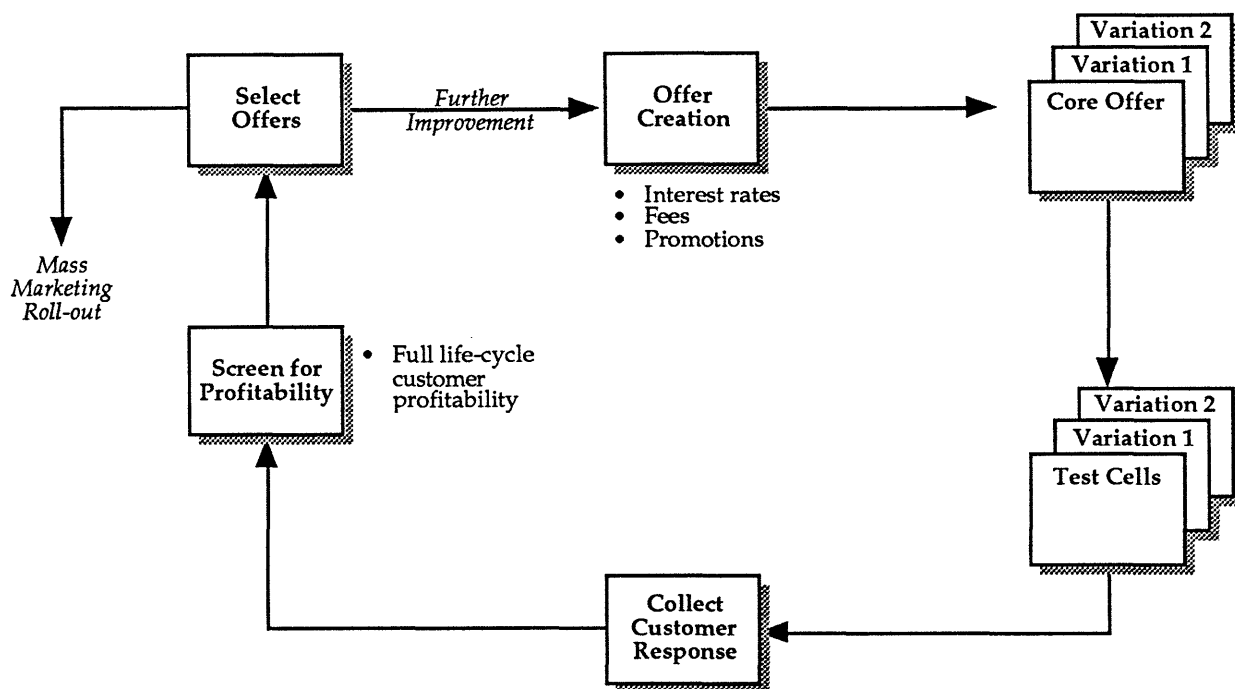 Variation 2
Variation 1
Core Offer
Select
Offers
Further
Improvement
Offer
Creation
• Interest rates
• Fees
• Promotions
Mass
Marketing
Roll-out
Screen for
Profitability
• Full life-cycle
customer
profitability
Variation 2
Variation 1
Test Cells
Collect
Customer
Response